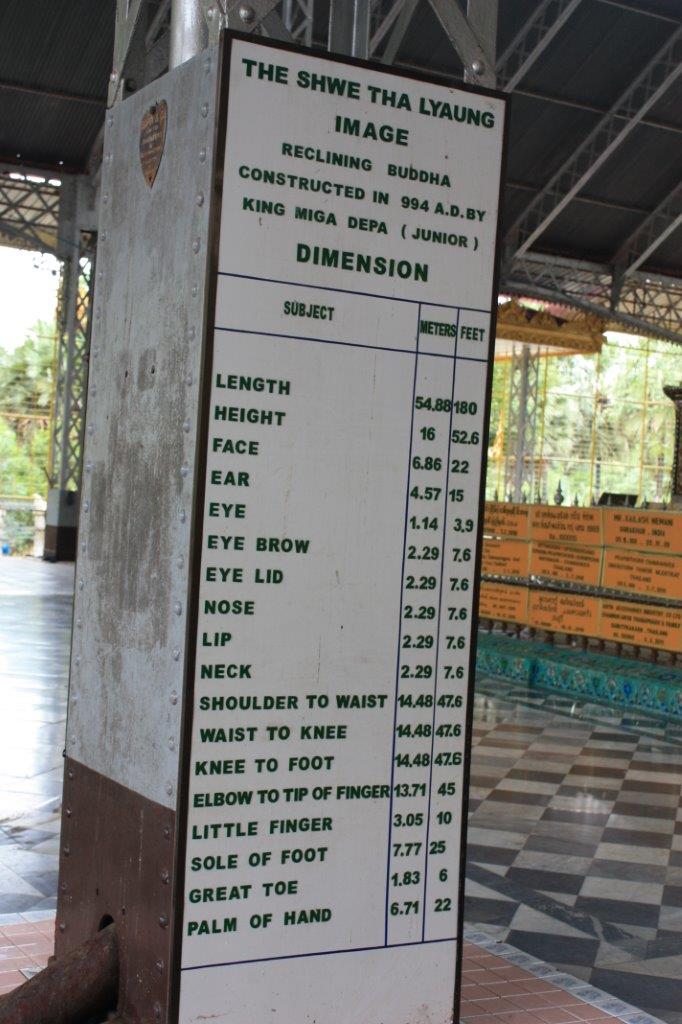 THE SHWE THA LYAUNG
IMAGE
RECLINING BUDDHA
CONSTRUCTED IN 994 A.D.BY
KING MIGA DEPA ( JUNIOR )
DIMENSION
SUBJECT METERS FEET
LENGTH 54.88 180
HEIGHT 16 52.6
FACE 6.86 22
EAR 4.57 15
EYE 1.14 3.9
EYE BROW 2.29 7.6
EYE LID 2.29 7.6
NOSE 2.29 7.6
LIP 2.29 7.6
NECK 2.29 7.6
SHOULDER TO WAIST 14.48 47.6
WAIST TO KNEE 14.48 47.6
KNEE TO FOOT 14.48 47.6
ELBOW TO TIP OF FINGER 13.71 45
LITTLE FINGER 3.05 10
SOLE OF FOOT 7.77 25
GREAT TOE 1.83 6
PALM OF HAND 6.71 22